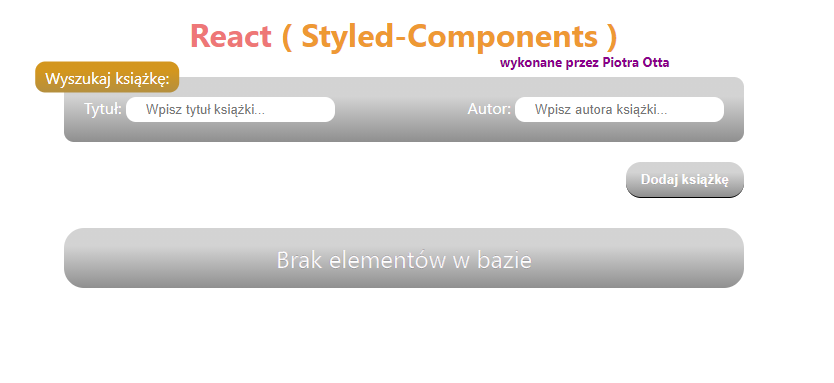 React ( Styled-Components )
wykonane przez Piotra Otta
Wyszukaj książkę:
Tytuł: Wpisz tytuł książki... Autor: Wpisz autora książki...
Dodaj książkę
Brak elementów w bazie